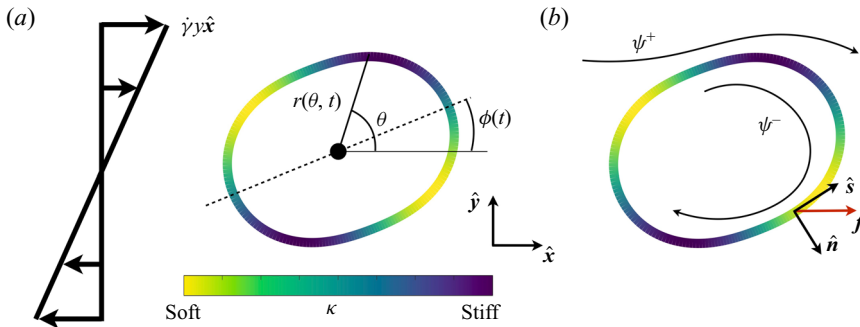 (a)
γ̇yx̂
r(θ, t)
θ
ϕ(t)
ŷ
x̂
Soft
κ
Stiff
(b)
ψ⁺
ψ⁻
ŝ
f
n̂